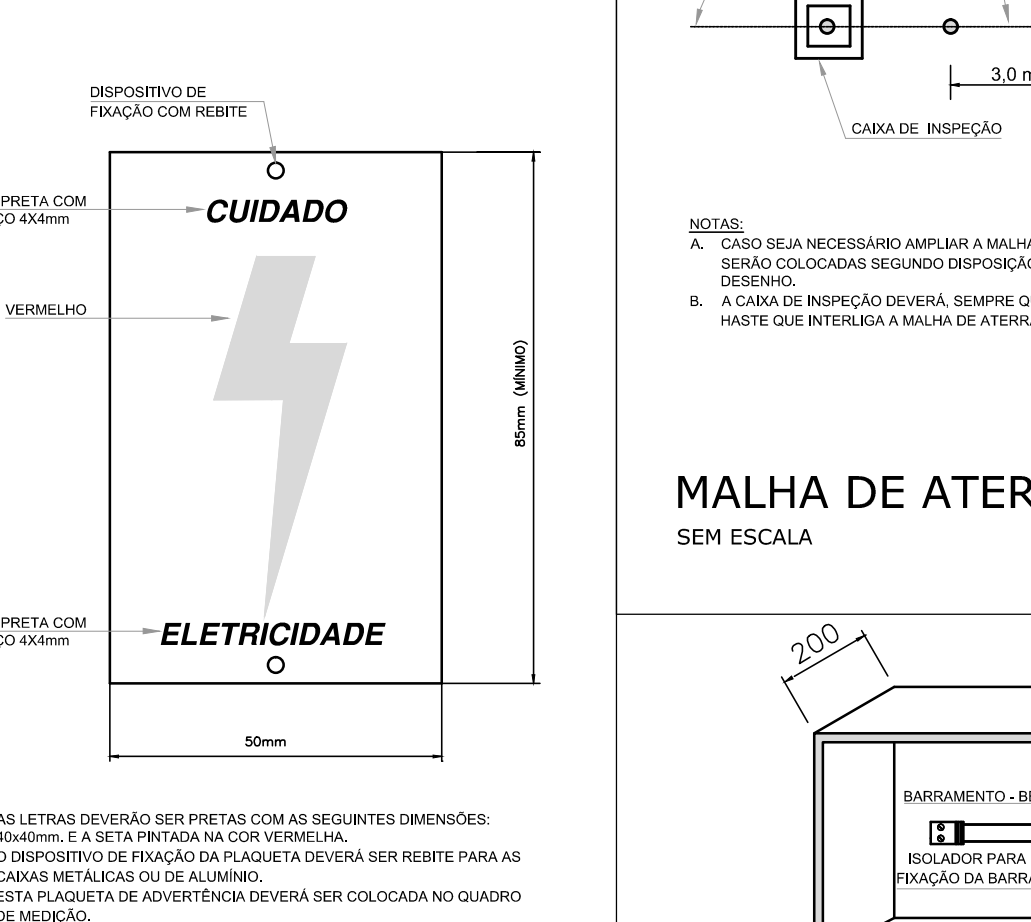 DISPOSITIVO DE
FIXAÇÃO COM REBITE
PRETA COM
ÇO 4X4mm
CUIDADO
VERMELHO
85mm (MÍNIMO)
PRETA COM
ÇO 4X4mm
ELETRICIDADE
50mm
AS LETRAS DEVERÃO SER PRETAS COM AS SEGUINTES DIMENSÕES:
40x40mm. E A SETA PINTADA NA COR VERMELHA.
O DISPOSITIVO DE FIXAÇÃO DA PLAQUETA DEVERÁ SER REBITE PARA AS
CAIXAS METÁLICAS OU DE ALUMÍNIO.
ESTA PLAQUETA DE ADVERTÊNCIA DEVERÁ SER COLOCADA NO QUADRO
DE MEDIÇÃO.
3,0 m
CAIXA DE INSPEÇÃO
NOTAS:
A. CASO SEJA NECESSÁRIO AMPLIAR A MALHA
SERÃO COLOCADAS SEGUNDO DISPOSIÇÃO
DESENHO.
B. A CAIXA DE INSPEÇÃO DEVERÁ, SEMPRE QU
HASTE QUE INTERLIGA A MALHA DE ATERRA
MALHA DE ATER
SEM ESCALA
200
BARRAMENTO - BE
ISOLADOR PARA
FIXAÇÃO DA BARRA